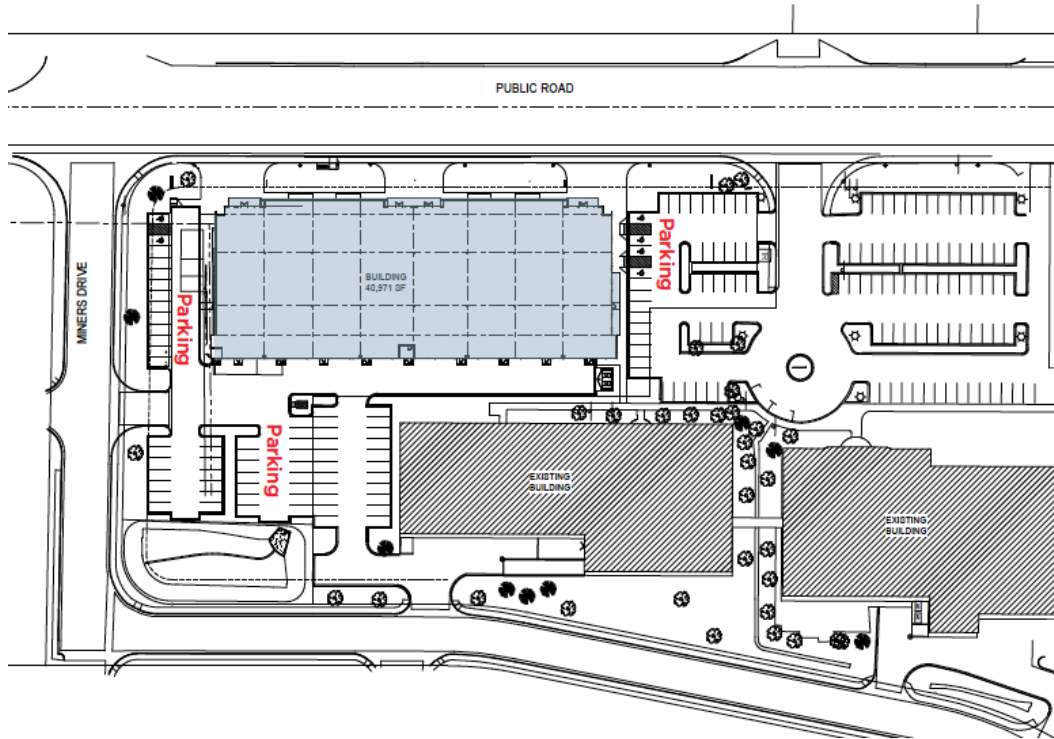 PUBLIC ROAD
MINERS DRIVE
BUILDING
40,971 SF
Parking
Parking
Parking
EXISTING
BUILDING
EXISTING
BUILDING